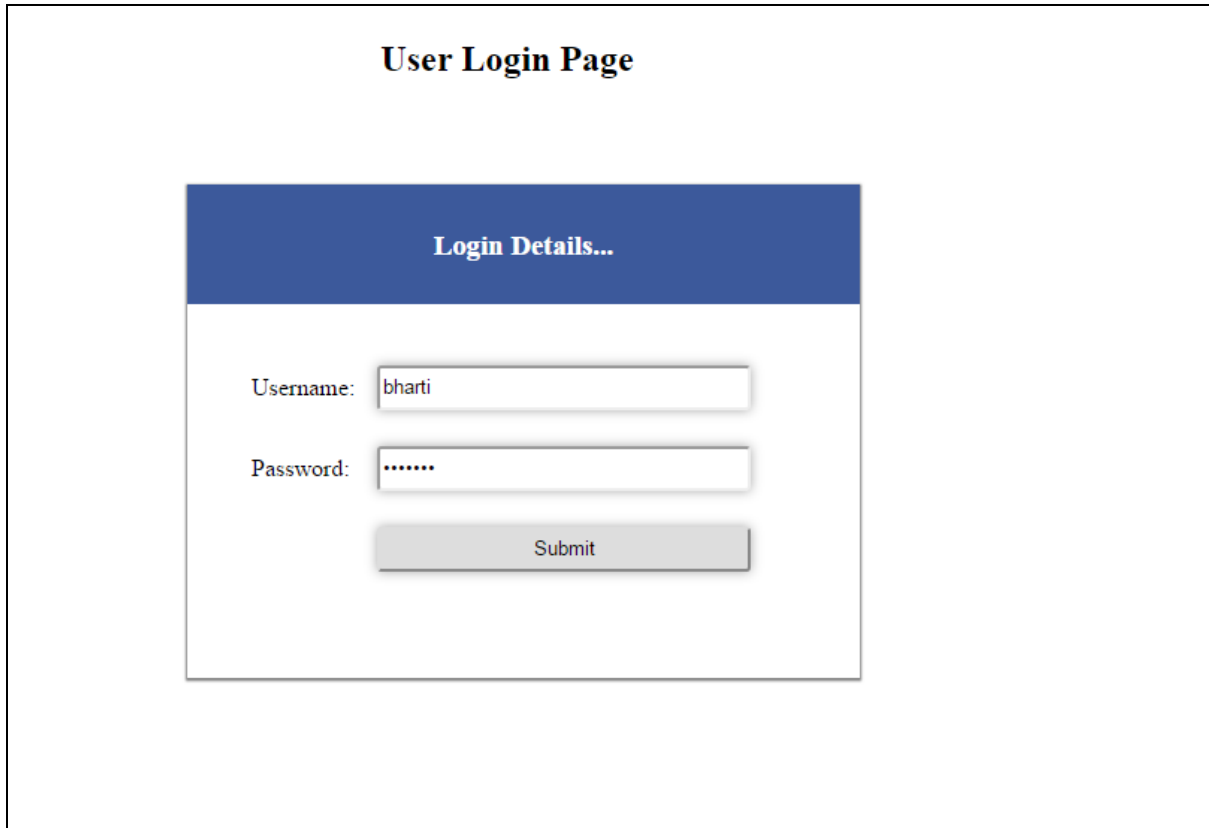 User Login Page
Login Details...
Username: bharti
Password: •••••••
Submit